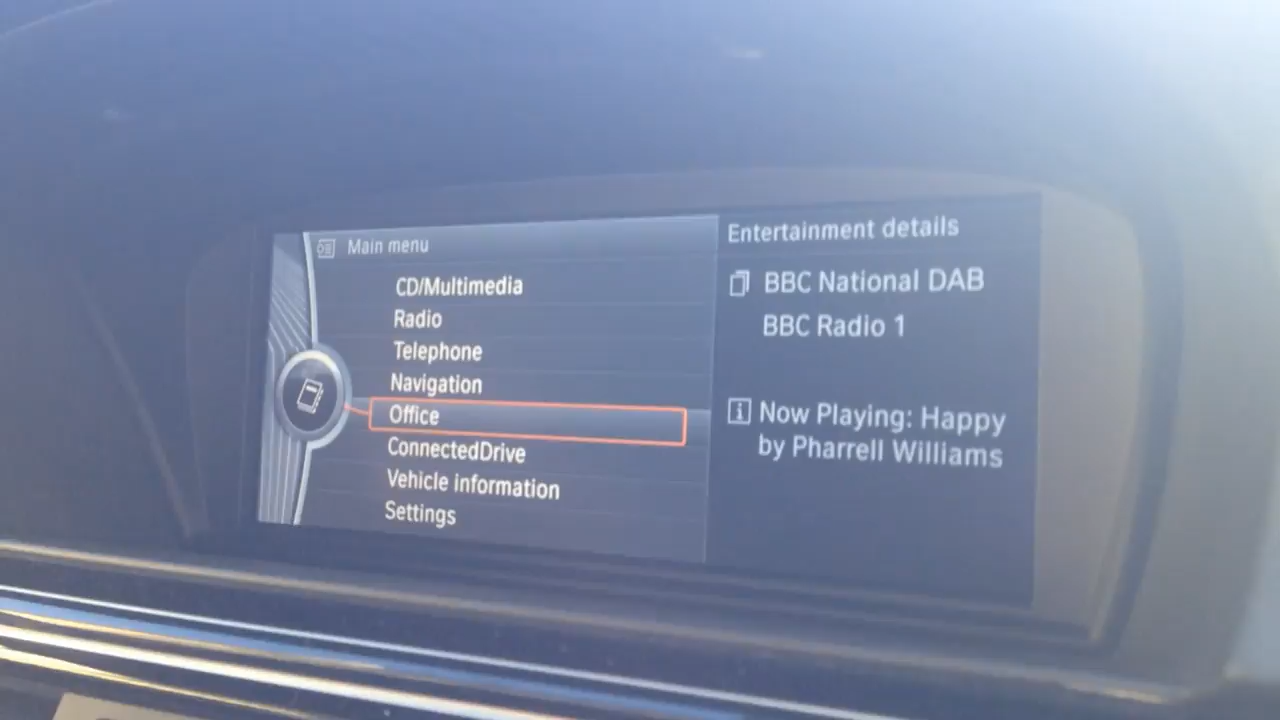 Main menu
CD/Multimedia
Radio
Telephone
Navigation
Office
ConnectedDrive
Vehicle information
Settings
Entertainment details
BBC National DAB
BBC Radio 1
Now Playing: Happy
by Pharrell Williams